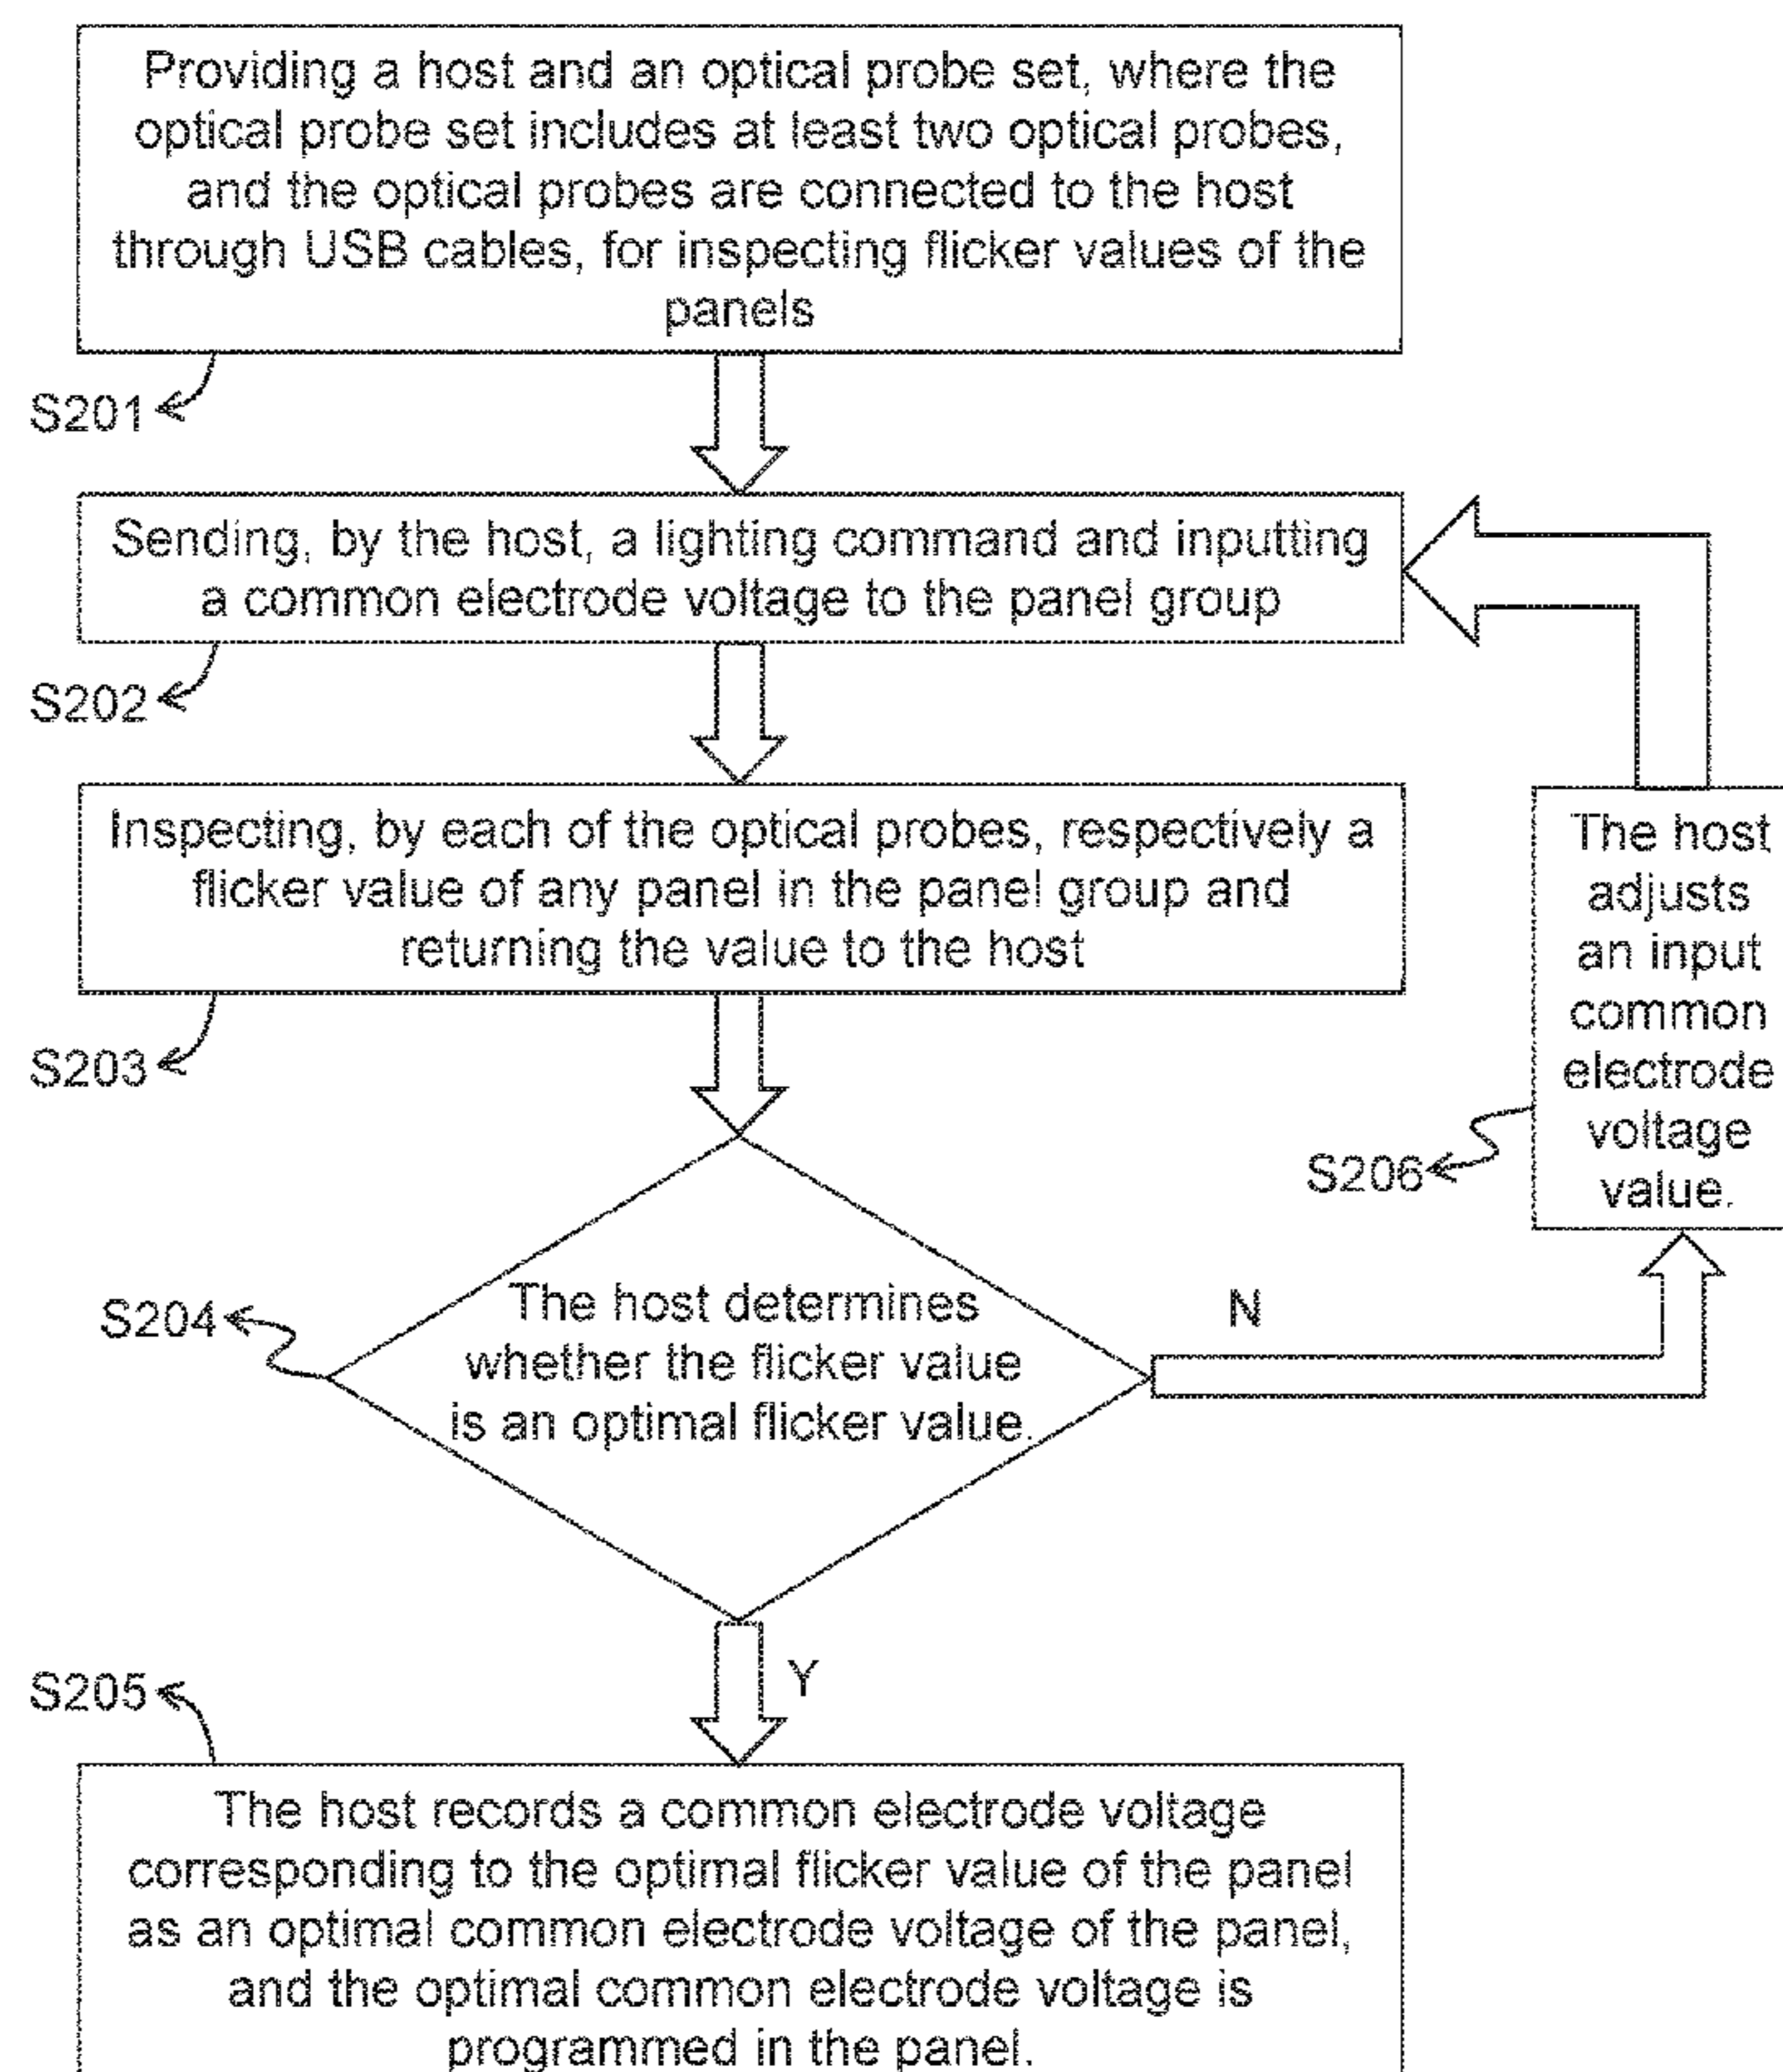 Providing a host and an optical probe set, where the
optical probe set includes at least two optical probes,
and the optical probes are connected to the host
through USB cables, for inspecting flicker values of the
panels
S201
Sending, by the host, a lighting command and inputting
a common electrode voltage to the panel group
S202
Inspecting, by each of the optical probes, respectively a
flicker value of any panel in the panel group and
returning the value to the host
S203
The host
adjusts
an input
common
electrode
voltage
value.
S206
S204
The host determines
whether the flicker value
is an optimal flicker value.
N
Y
S205
The host records a common electrode voltage
corresponding to the optimal flicker value of the panel
as an optimal common electrode voltage of the panel,
and the optimal common electrode voltage is
programmed in the panel.